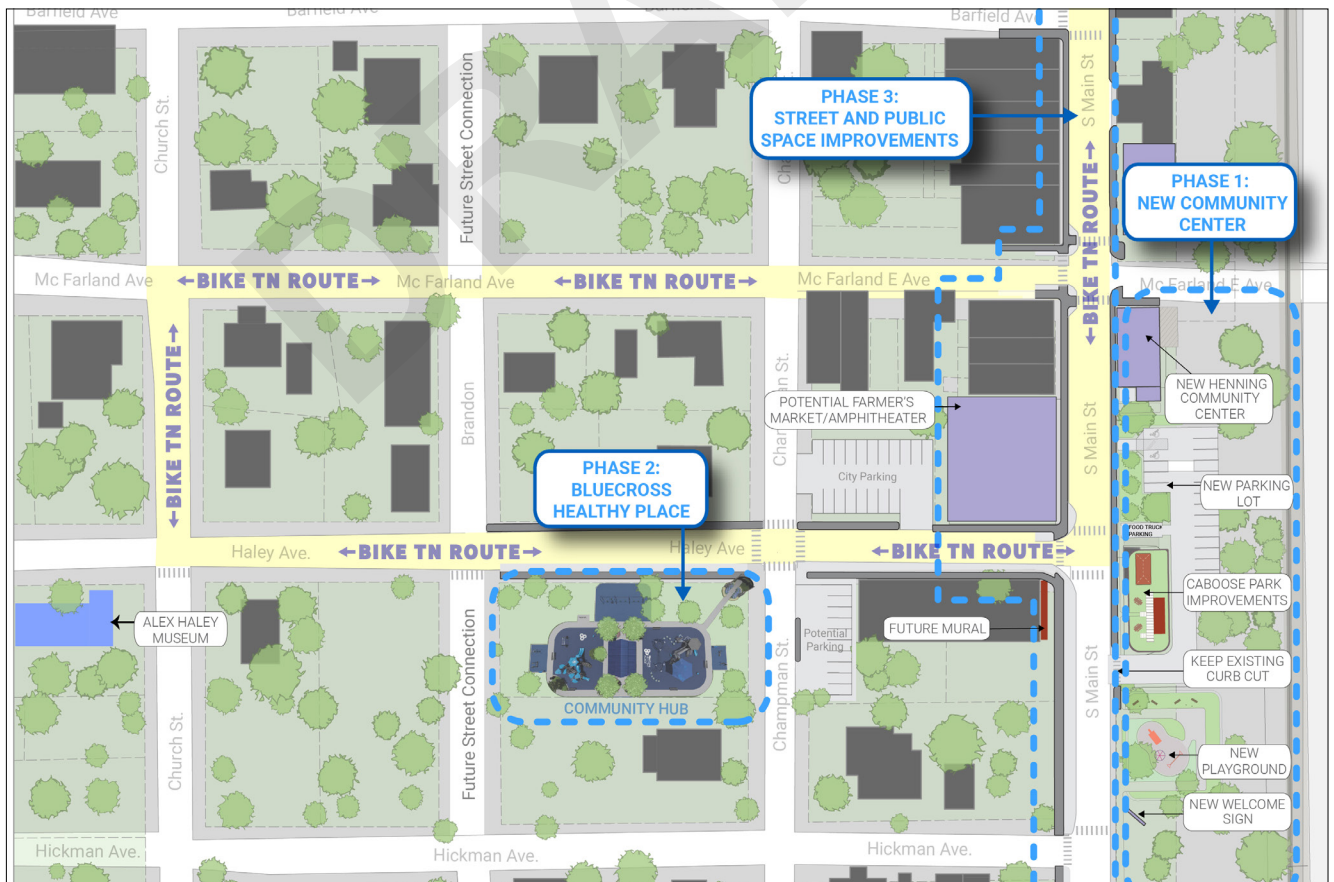 Barfield Ave
Barfield Ave
Barfield Ave
Barfield Ave
DRA
Church St.
Future Street Connection
S Main St
PHASE 3:
STREET AND PUBLIC
SPACE IMPROVEMENTS
←BIKE TN ROUTE→
PHASE 1:
NEW COMMUNITY
CENTER
Mc Farland Ave
←BIKE TN ROUTE→
Mc Farland Ave
←BIKE TN ROUTE→
Mc Farland E Ave
Mc Farland E Ave
←BIKE TN ROUTE→
Brandon
POTENTIAL FARMER'S
MARKET/AMPHITHEATER
S Main St
NEW HENNING
COMMUNITY
CENTER
PHASE 2:
BLUECROSS
HEALTHY PLACE
City Parking
NEW PARKING
LOT
FOOD TRUCK
PARKING
Haley Ave.
←BIKE TN ROUTE→
Haley Ave
←BIKE TN ROUTE→
CABOOSE PARK
IMPROVEMENTS
ALEX HALEY
MUSEUM
Potential
Parking
FUTURE MURAL
KEEP EXISTING
CURB CUT
Church St.
Future Street Connection
COMMUNITY HUB
Champman St.
S Main St
NEW
PLAYGROUND
NEW WELCOME
SIGN
Hickman Ave.
Hickman Ave.
Hickman Ave.